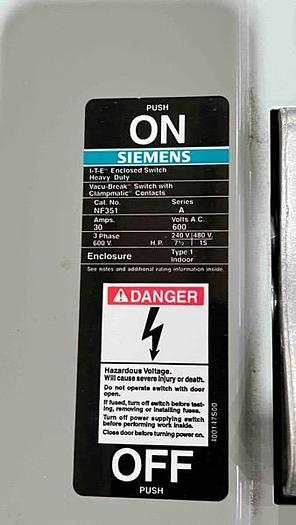 PUSH
ON
SIEMENS
I-T-E™ Enclosed Switch
Heavy Duty
Vacu-Break™ Switch with
Clampmatic™ Contacts
Cat. No. Series
NF351 A
Amps. Volts A.C.
30 600
3 Phase 240 V. 480 V.
600 V. H.P. 7½ 15
Enclosure Type 1
Indoor
See notes and additional rating information inside.
DANGER
Hazardous Voltage.
Will cause severe injury or death.
Do not operate switch with door
open.
If fused, turn off switch before test-
ing, removing or installing fuses.
Turn off power supplying switch
before performing work inside.
Close door before turning power on.
OFF
PUSH